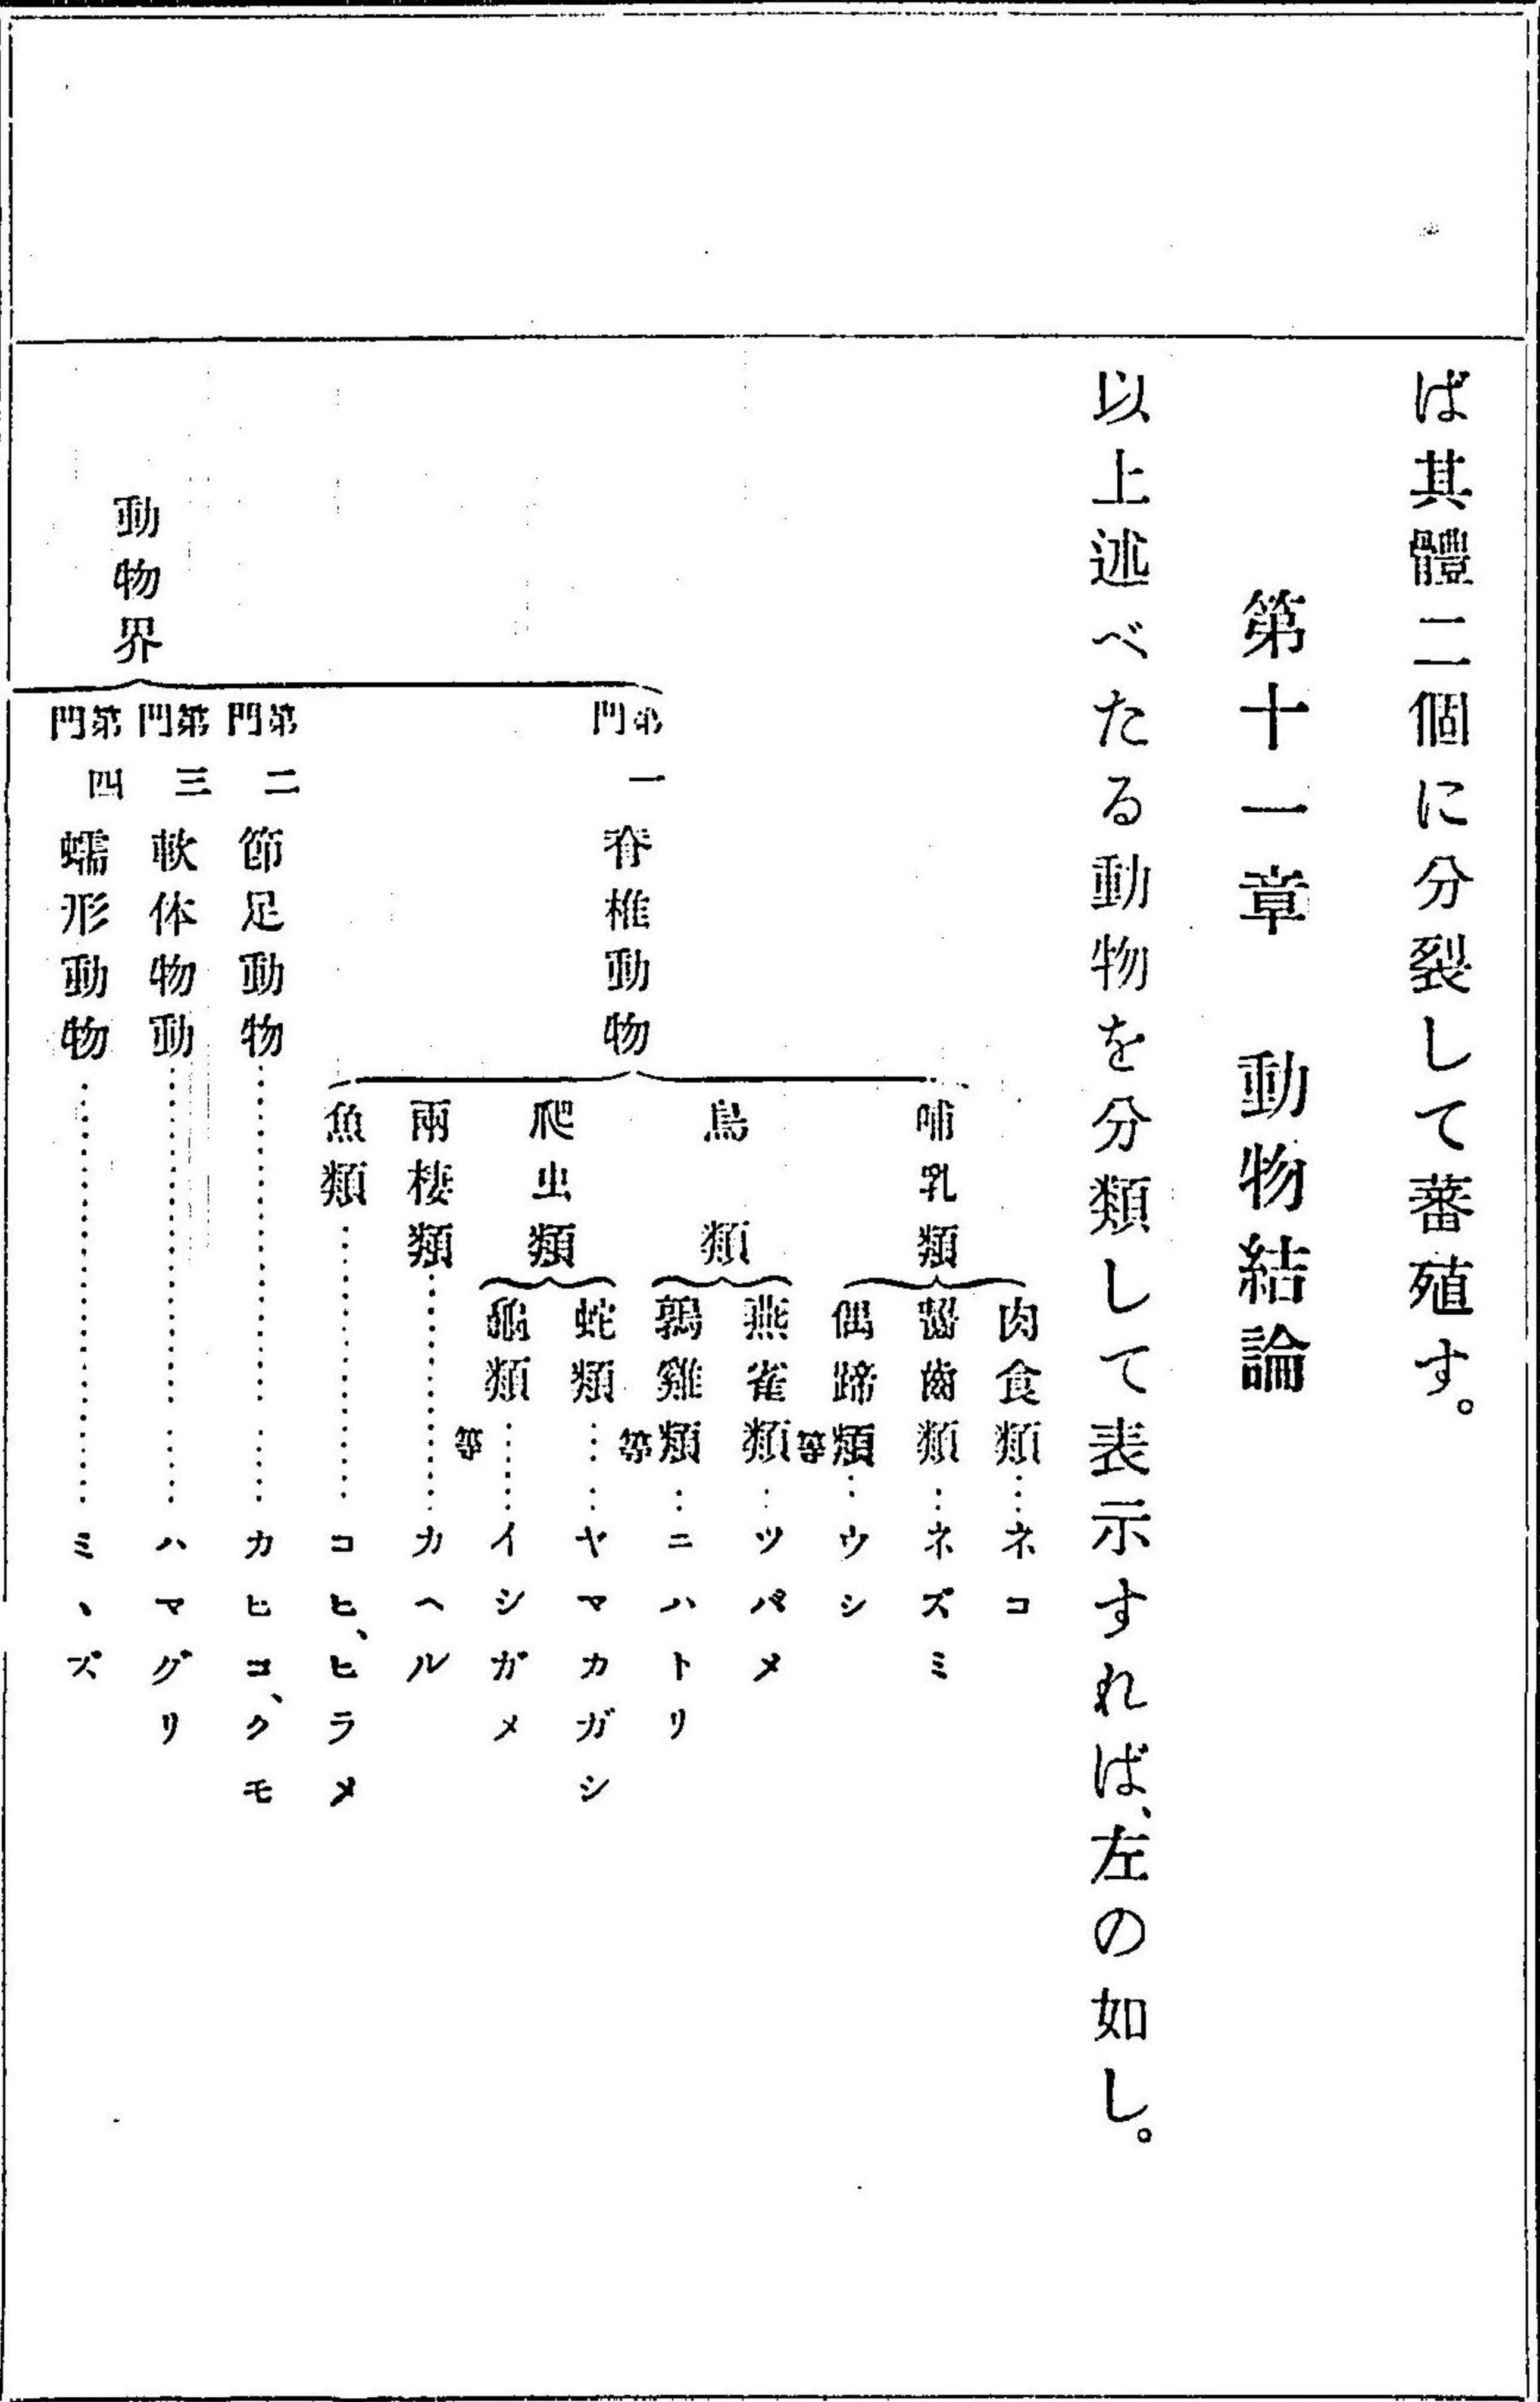 ば其體二個に分裂して蕃殖す。
第十一章　動物結論
以上述べたる動物を分類して表示すれば、左の如し。
動物界
第一門　脊椎動物
哺乳類
肉食類……ネコ
齧齒類……ネズミ
偶蹄類等……ウシ
鳥類
燕雀類……ツバメ
鶉雞類等……ニハトリ
爬虫類
蛇類……ヤマカガシ
龜類等……イシガメ
兩棲類……カヘル
魚類……コヒ、ヒラメ
第二門　節足動物……カヒコ、クモ
第三門　軟体物動……ハマグリ
第四門　蠕形動物……ミヽズ